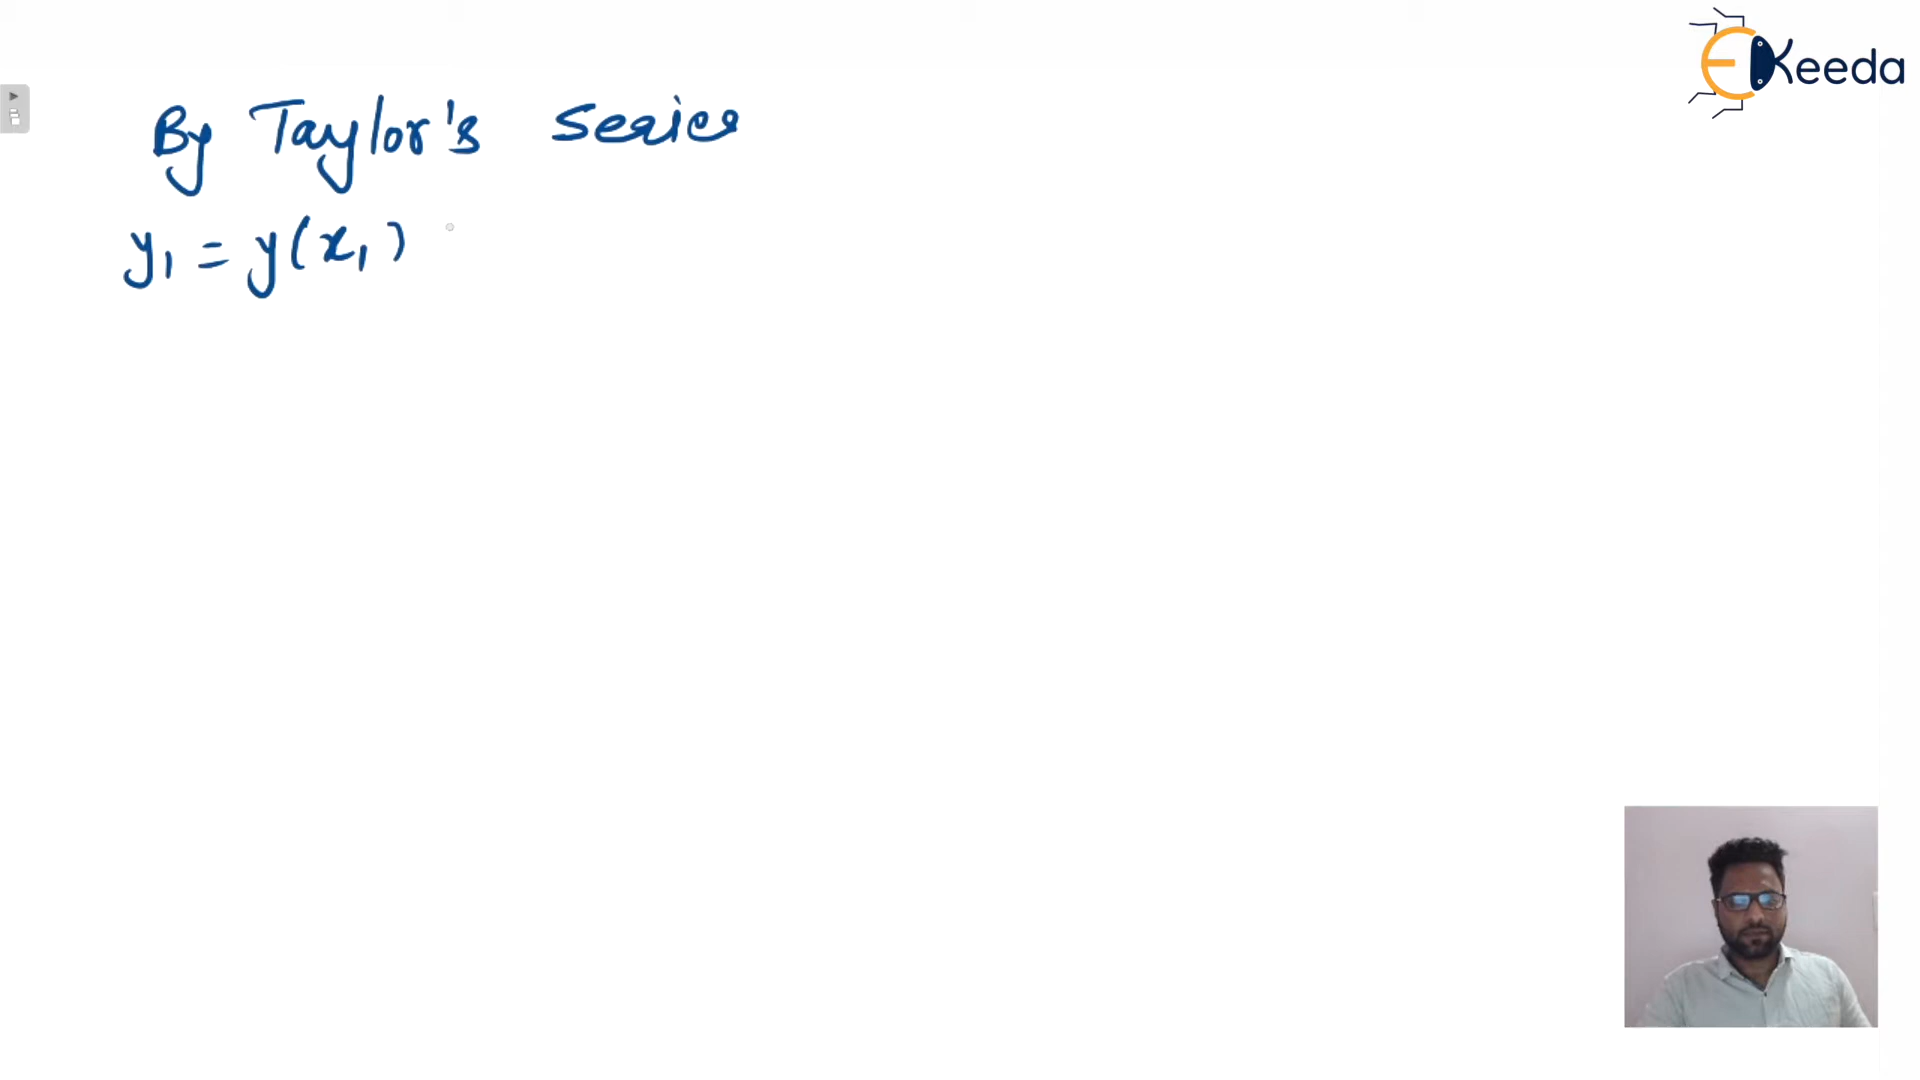 EKeeda
By Taylor's series
y₁ = y(x₁)